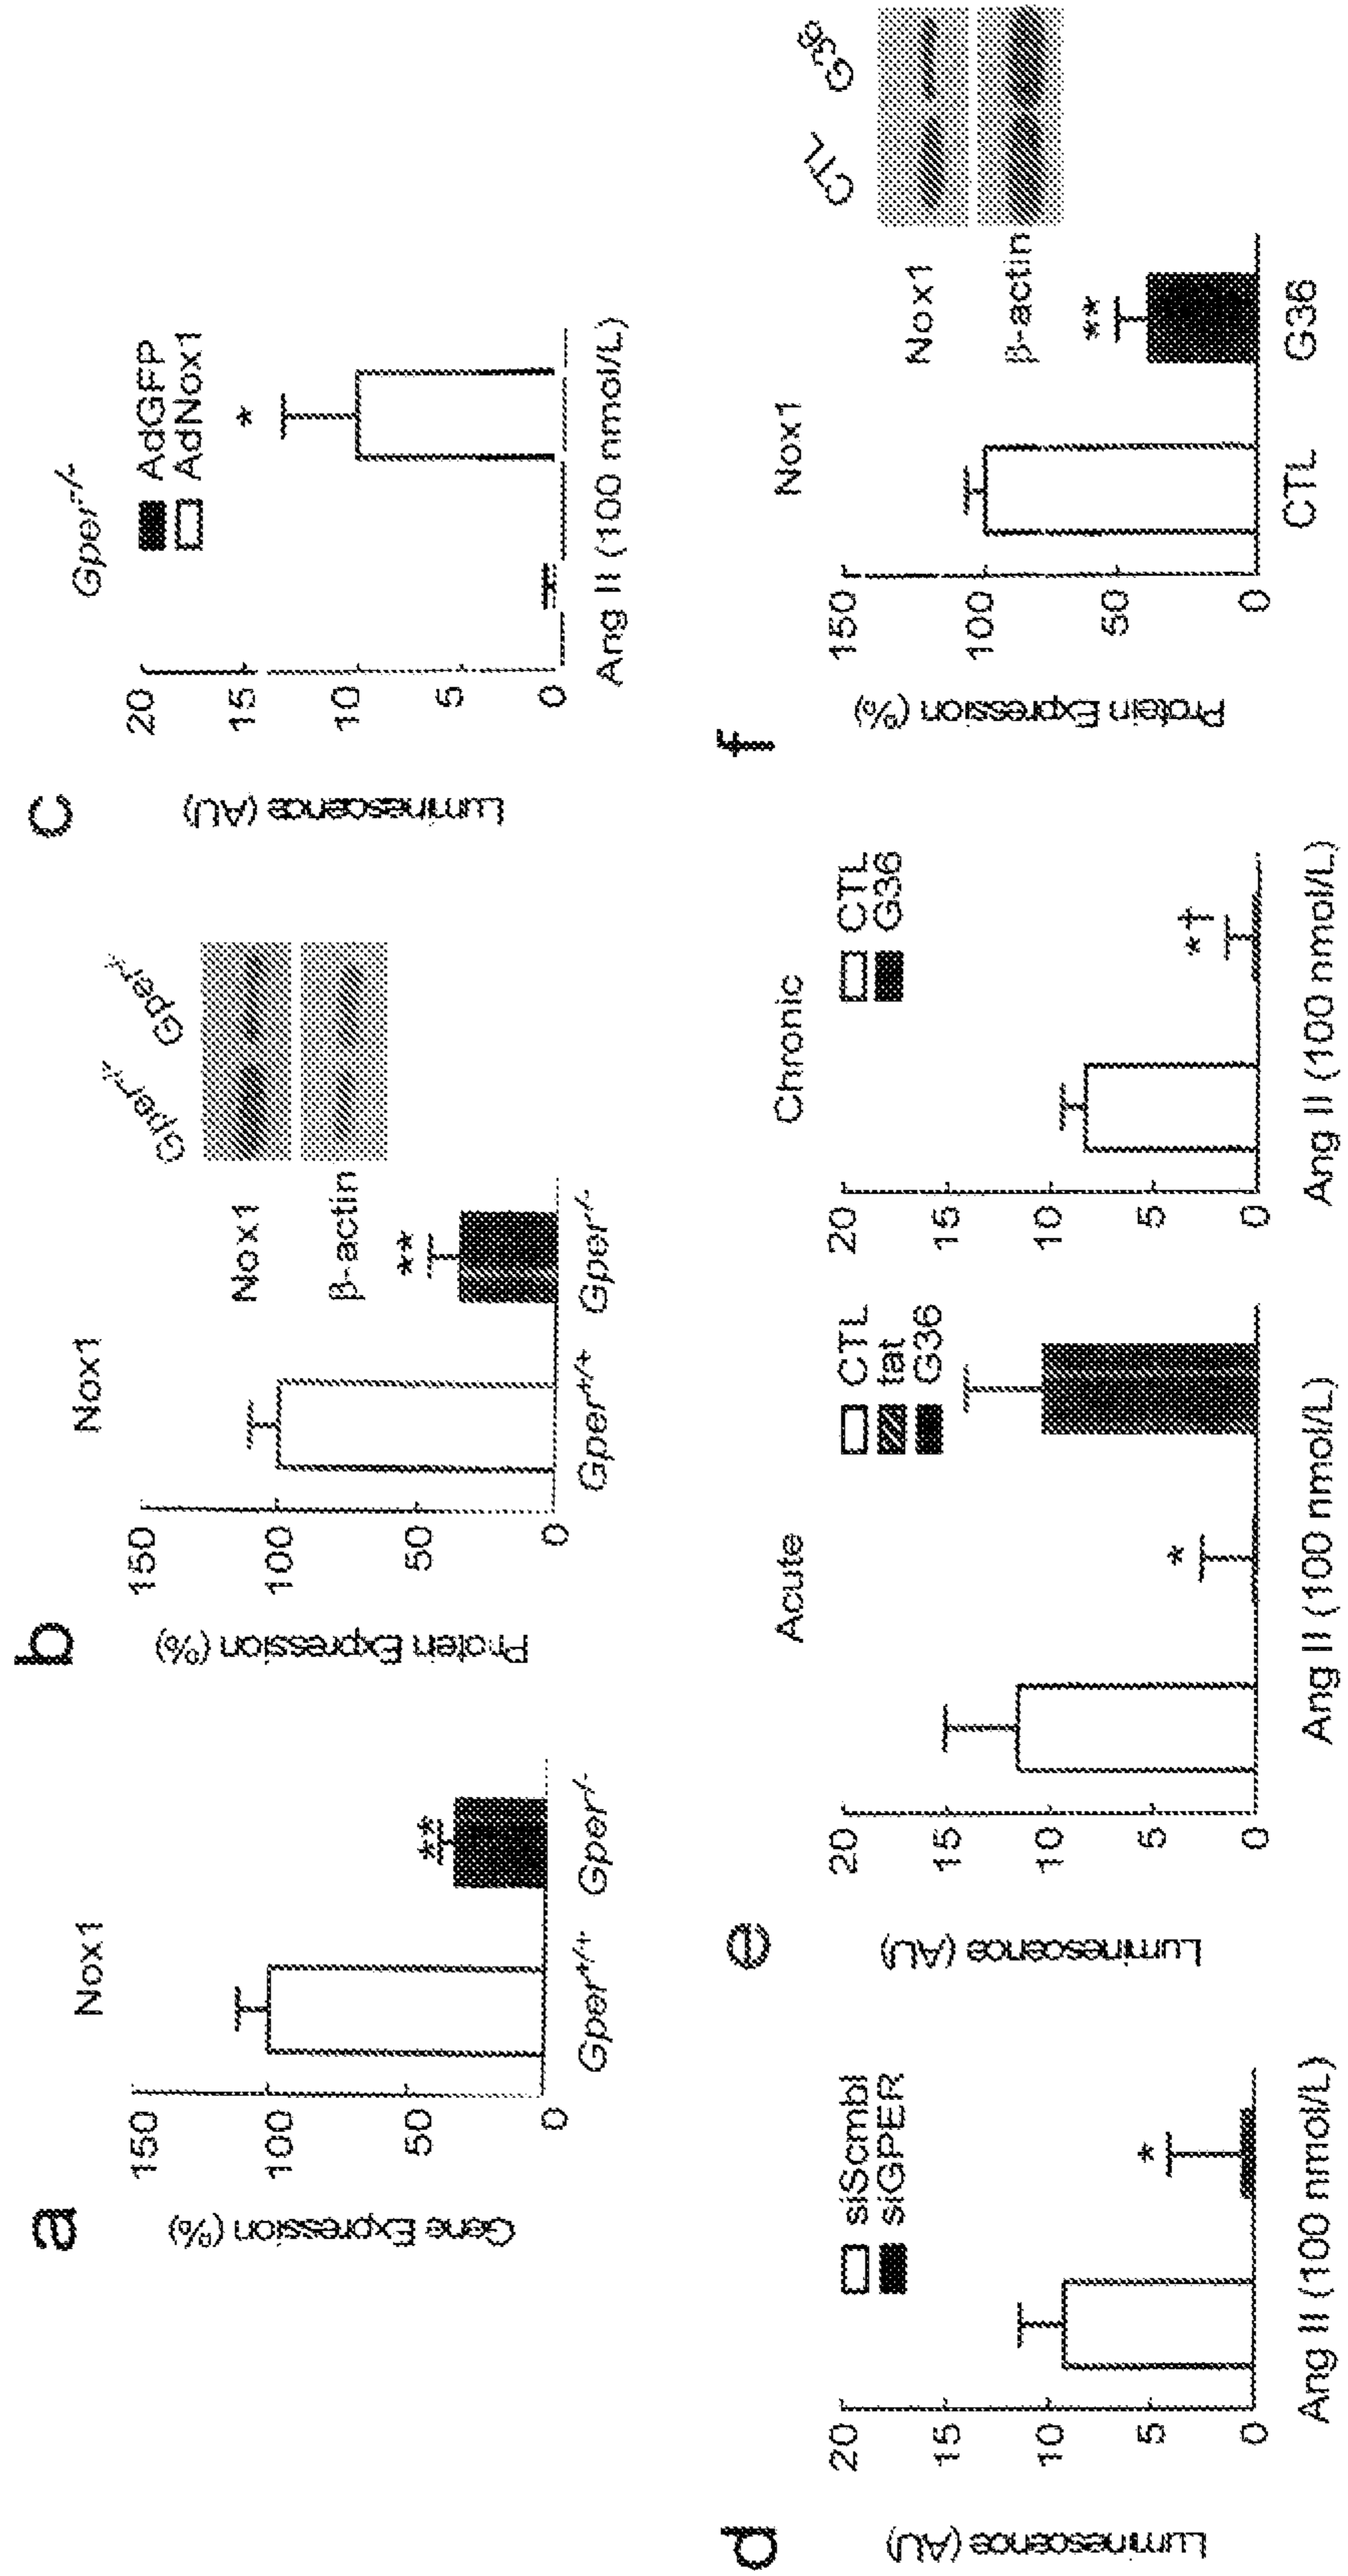 a
Nox1
Gene Expression (%)
150
100
50
0
Gper+/+
Gper-/-
**
b
Nox1
Protein Expression (%)
150
100
50
0
Gper+/+
Gper-/-
**
Nox1
β-actin
c
Gper-/-
AdGFP
AdNox1
Luminescence (AU)
20
15
10
5
0
*
Ang II (100 nmol/L)
d
siScmbl
siGPER
Luminescence (AU)
20
15
10
5
0
*
Ang II (100 nmol/L)
e
Acute
CTL
tat
G36
Luminescence (AU)
20
15
10
5
0
*
Ang II (100 nmol/L)
Chronic
CTL
G36
20
15
10
5
0
*†
Ang II (100 nmol/L)
f
Nox1
Protein Expression (%)
150
100
50
0
CTL
G36
**
CTL G36
Nox1
β-actin